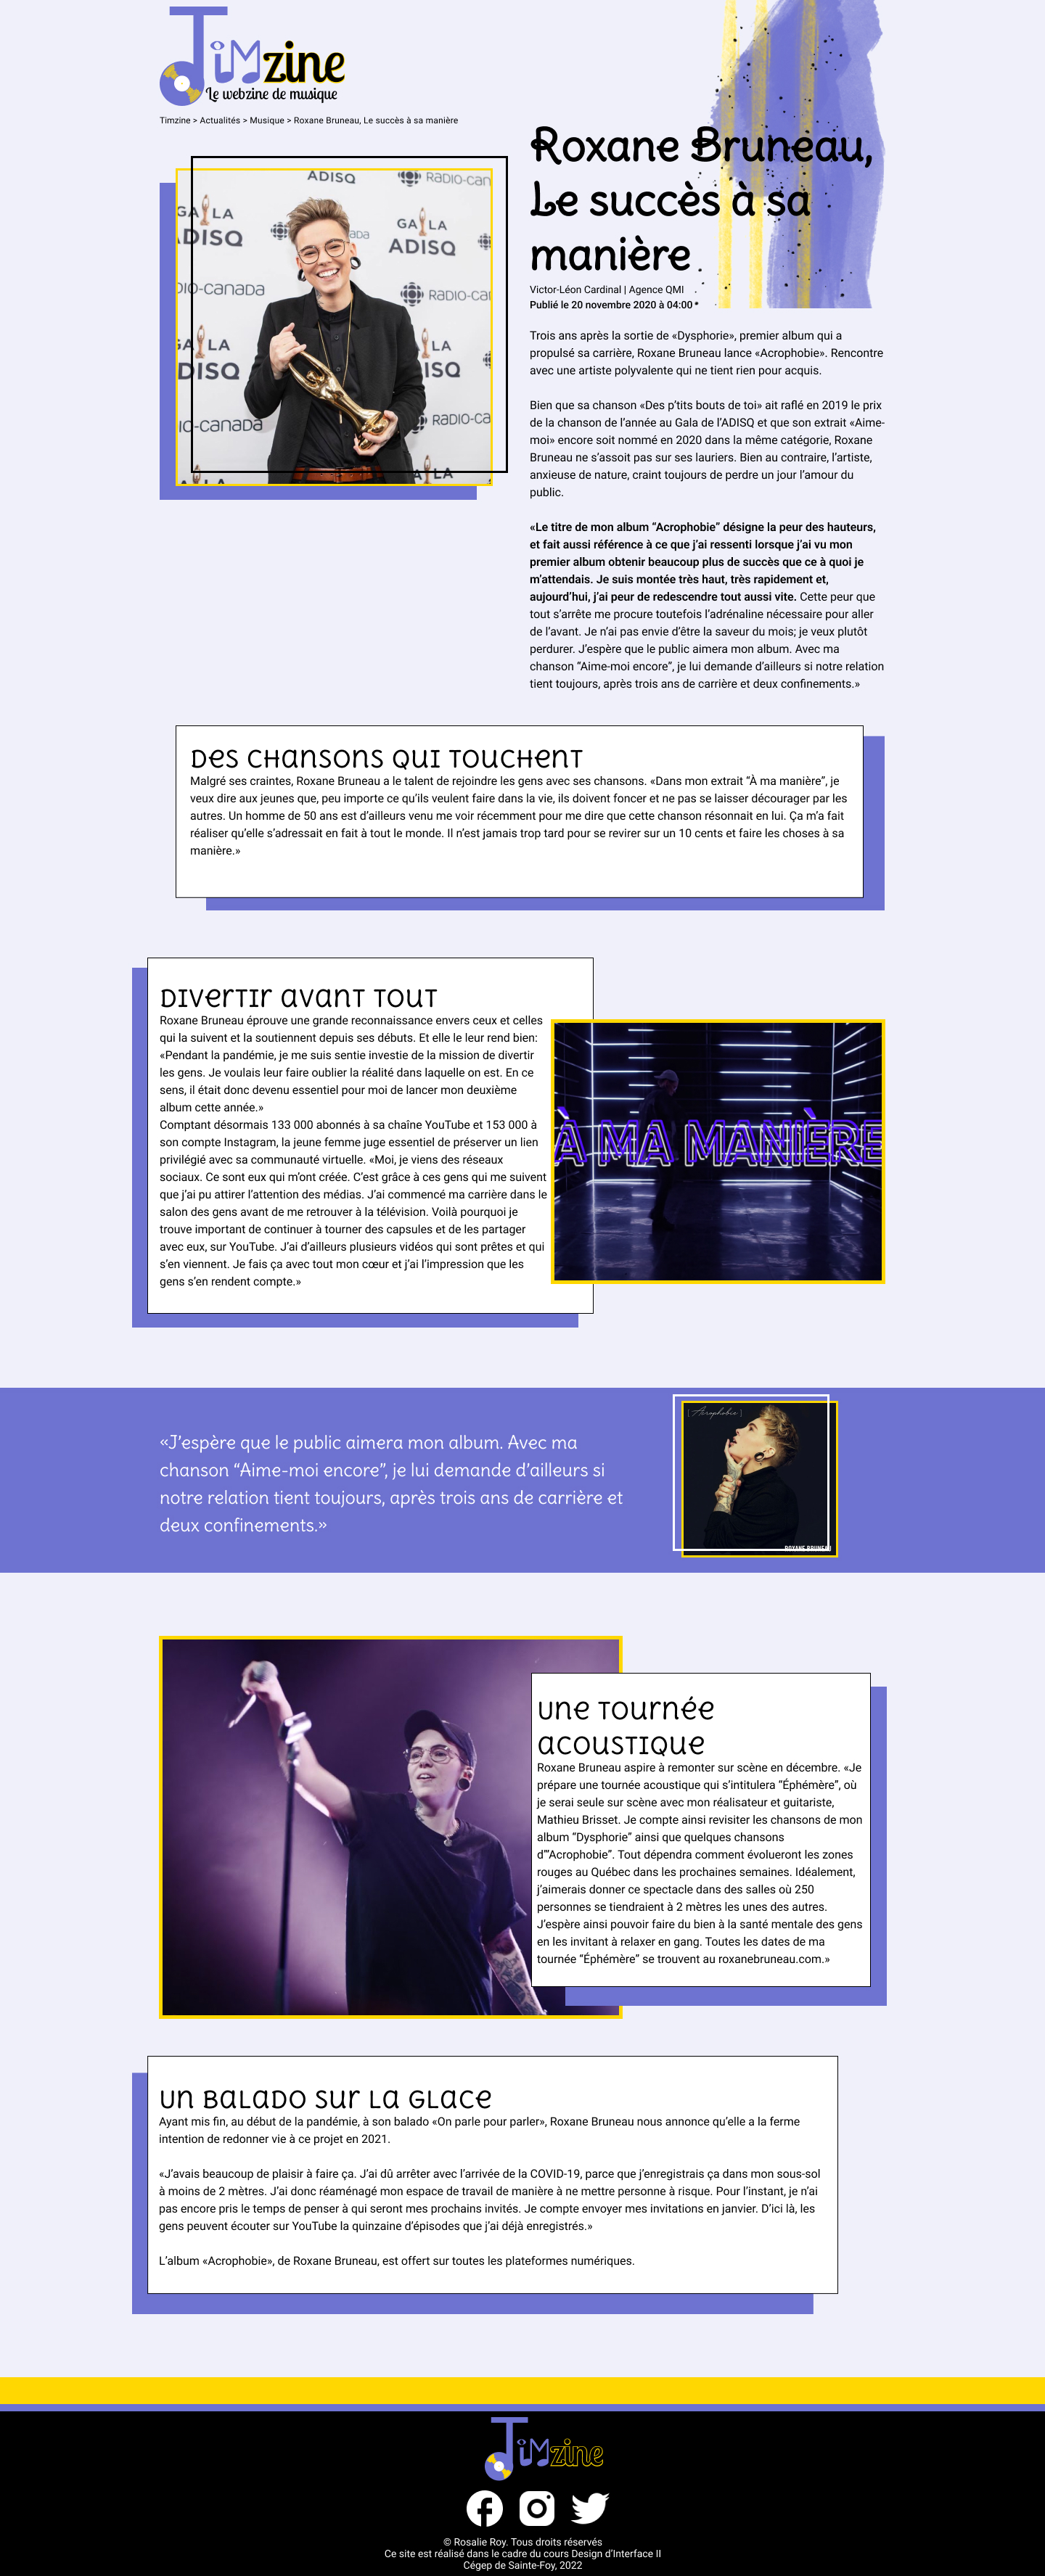 Timzine
Le webzine de musique
Timzine > Actualités > Musique > Roxane Bruneau, Le succès à sa manière
ADISQ
RADIO-CAN
GALA
ADISQ
GALA
ADISQ
RADIO-CA
IO-CANADA
Roxane Bruneau,
Le succès à sa
manière
Victor-Léon Cardinal | Agence QMI
Publié le 20 novembre 2020 à 04:00
Trois ans après la sortie de «Dysphorie», premier album qui a
propulsé sa carrière, Roxane Bruneau lance «Acrophobie». Rencontre
avec une artiste polyvalente qui ne tient rien pour acquis.
Bien que sa chanson «Des p’tits bouts de toi» ait raflé en 2019 le prix
de la chanson de l’année au Gala de l’ADISQ et que son extrait «Aime-
moi» encore soit nommé en 2020 dans la même catégorie, Roxane
Bruneau ne s’assoit pas sur ses lauriers. Bien au contraire, l’artiste,
anxieuse de nature, craint toujours de perdre un jour l’amour du
public.
«Le titre de mon album “Acrophobie” désigne la peur des hauteurs,
et fait aussi référence à ce que j’ai ressenti lorsque j’ai vu mon
premier album obtenir beaucoup plus de succès que ce à quoi je
m’attendais. Je suis montée très haut, très rapidement et,
aujourd’hui, j’ai peur de redescendre tout aussi vite. Cette peur que
tout s’arrête me procure toutefois l’adrénaline nécessaire pour aller
de l’avant. Je n’ai pas envie d’être la saveur du mois; je veux plutôt
perdurer. J’espère que le public aimera mon album. Avec ma
chanson “Aime-moi encore”, je lui demande d’ailleurs si notre relation
tient toujours, après trois ans de carrière et deux confinements.»
Des chansons qui touchent
Malgré ses craintes, Roxane Bruneau a le talent de rejoindre les gens avec ses chansons. «Dans mon extrait “À ma manière”, je
veux dire aux jeunes que, peu importe ce qu’ils veulent faire dans la vie, ils doivent foncer et ne pas se laisser décourager par les
autres. Un homme de 50 ans est d’ailleurs venu me voir récemment pour me dire que cette chanson résonnait en lui. Ça m’a fait
réaliser qu’elle s’adressait en fait à tout le monde. Il n’est jamais trop tard pour se revirer sur un 10 cents et faire les choses à sa
manière.»
Divertir avant tout
Roxane Bruneau éprouve une grande reconnaissance envers ceux et celles
qui la suivent et la soutiennent depuis ses débuts. Et elle le leur rend bien:
«Pendant la pandémie, je me suis sentie investie de la mission de divertir
les gens. Je voulais leur faire oublier la réalité dans laquelle on est. En ce
sens, il était donc devenu essentiel pour moi de lancer mon deuxième
album cette année.»
Comptant désormais 133 000 abonnés à sa chaîne YouTube et 153 000 à
son compte Instagram, la jeune femme juge essentiel de préserver un lien
privilégié avec sa communauté virtuelle. «Moi, je viens des réseaux
sociaux. Ce sont eux qui m’ont créée. C’est grâce à ces gens qui me suivent
que j’ai pu attirer l’attention des médias. J’ai commencé ma carrière dans le
salon des gens avant de me retrouver à la télévision. Voilà pourquoi je
trouve important de continuer à tourner des capsules et de les partager
avec eux, sur YouTube. J’ai d’ailleurs plusieurs vidéos qui sont prêtes et qui
s’en viennent. Je fais ça avec tout mon cœur et j’ai l’impression que les
gens s’en rendent compte.»
À MA MANIÈRE
«J’espère que le public aimera mon album. Avec ma
chanson “Aime-moi encore”, je lui demande d’ailleurs si
notre relation tient toujours, après trois ans de carrière et
deux confinements.»
[Acrophobie]
ROXANE BRUNEAU
Une tournée
acoustique
Roxane Bruneau aspire à remonter sur scène en décembre. «Je
prépare une tournée acoustique qui s’intitulera “Éphémère”, où
je serai seule sur scène avec mon réalisateur et guitariste,
Mathieu Brisset. Je compte ainsi revisiter les chansons de mon
album “Dysphorie” ainsi que quelques chansons
d’“Acrophobie”. Tout dépendra comment évolueront les zones
rouges au Québec dans les prochaines semaines. Idéalement,
j’aimerais donner ce spectacle dans des salles où 250
personnes se tiendraient à 2 mètres les unes des autres.
J’espère ainsi pouvoir faire du bien à la santé mentale des gens
en les invitant à relaxer en gang. Toutes les dates de ma
tournée “Éphémère” se trouvent au roxanebruneau.com.»
Un balado sur la glace
Ayant mis fin, au début de la pandémie, à son balado «On parle pour parler», Roxane Bruneau nous annonce qu’elle a la ferme
intention de redonner vie à ce projet en 2021.
«J’avais beaucoup de plaisir à faire ça. J’ai dû arrêter avec l’arrivée de la COVID-19, parce que j’enregistrais ça dans mon sous-sol
à moins de 2 mètres. J’ai donc réaménagé mon espace de travail de manière à ne mettre personne à risque. Pour l’instant, je n’ai
pas encore pris le temps de penser à qui seront mes prochains invités. Je compte envoyer mes invitations en janvier. D’ici là, les
gens peuvent écouter sur YouTube la quinzaine d’épisodes que j’ai déjà enregistrés.»
L’album «Acrophobie», de Roxane Bruneau, est offert sur toutes les plateformes numériques.
Timzine
© Rosalie Roy. Tous droits réservés
Ce site est réalisé dans le cadre du cours Design d’Interface II
Cégep de Sainte-Foy, 2022